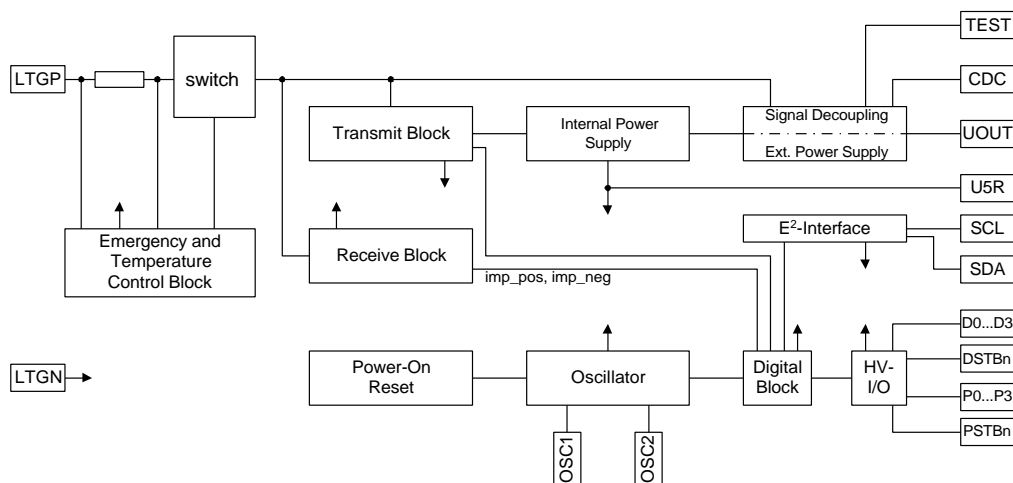 TEST
LTGP
switch
CDC
Transmit Block
Internal Power
Supply
Signal Decoupling
Ext. Power Supply
UOUT
U5R
Emergency and
Temperature
Control Block
Receive Block
imp_pos, imp_neg
E²-Interface
SCL
SDA
LTGN
Power-On
Reset
Oscillator
Digital
Block
HV-
I/O
D0...D3
DSTBn
P0...P3
PSTBn
OSC1
OSC2